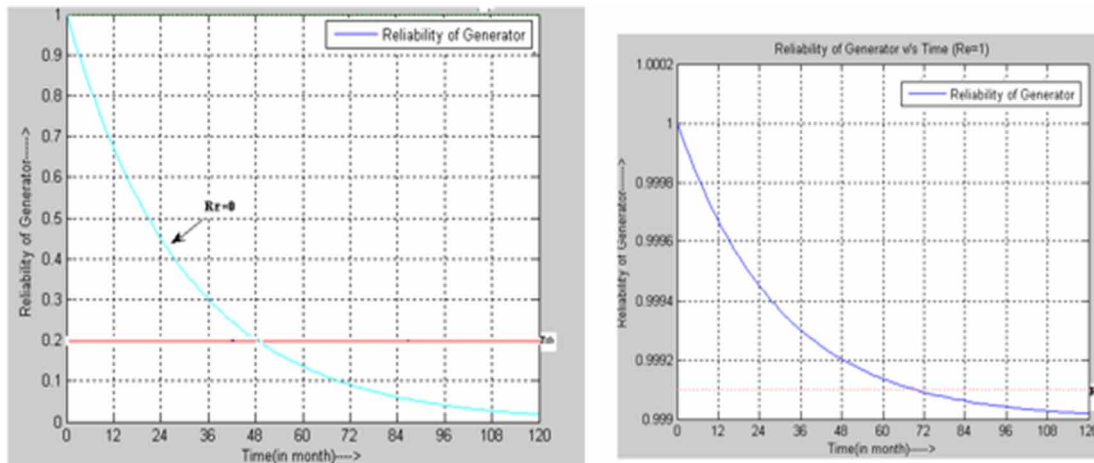 1
Reliability of Generator
0.9
0.8
0.7
0.6
0.5
0.4
0.3
0.2
0.1
0
Reliability of Generator----->
Rr=0
0 12 24 36 48 60 72 84 96 108 120
Time(in month)---->
Reliability of Generator v/s Time (Re=1)
1.0002
Reliability of Generator
1
0.9998
0.9996
0.9994
0.9992
0.999
Reliability of Generator----->
0 12 24 36 48 60 72 84 96 108 120
Time(in month)---->